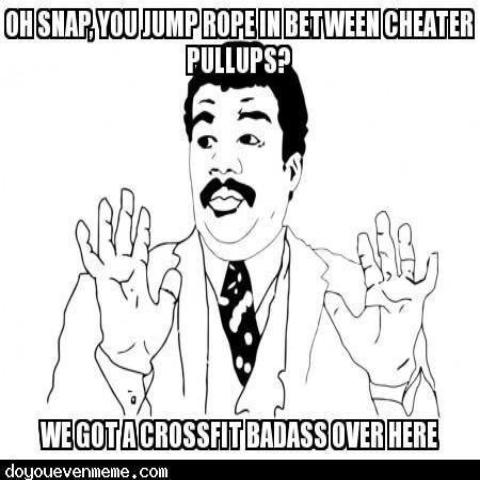 OH SNAP, YOU JUMP ROPE IN BETWEEN CHEATER
PULLUPS?
WE GOT A CROSSFIT BADASS OVER HERE
doyouevenmeme.com